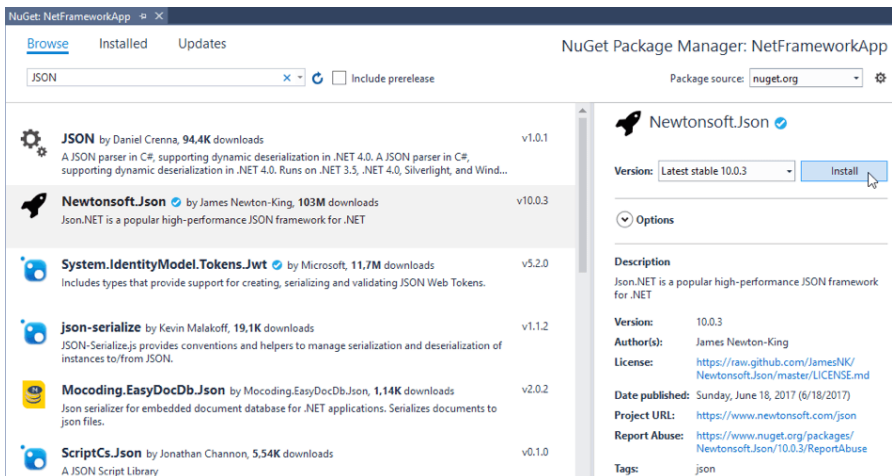 NuGet: NetFrameworkApp
Browse Installed Updates
NuGet Package Manager: NetFrameworkApp
JSON
Include prerelease
Package source: nuget.org
JSON by Daniel Crenna, 94,4K downloads v1.0.1
A JSON parser in C#, supporting dynamic deserialization in .NET 4.0. A JSON parser in C#,
supporting dynamic deserialization in .NET 4.0. Runs on .NET 3.5, .NET 4.0, Silverlight, and Wind...
Newtonsoft.Json by James Newton-King, 103M downloads v10.0.3
Json.NET is a popular high-performance JSON framework for .NET
System.IdentityModel.Tokens.Jwt by Microsoft, 11,7M downloads v5.2.0
Includes types that provide support for creating, serializing and validating JSON Web Tokens.
json-serialize by Kevin Malakoff, 19,1K downloads v1.1.2
JSON-Serialize.js provides conventions and helpers to manage serialization and deserialization of
instances to/from JSON.
Mocoding.EasyDocDb.Json by Mocoding.EasyDocDb.Json, 1,14K downloads v2.0.2
Json serializer for embedded document database for .NET applications. Serializes documents to
json files.
ScriptCs.Json by Jonathan Channon, 5,54K downloads v0.1.0
A JSON Script Library
Newtonsoft.Json
Version: Latest stable 10.0.3 Install
Options
Description
Json.NET is a popular high-performance JSON framework
for .NET
Version: 10.0.3
Author(s): James Newton-King
License: https://raw.github.com/JamesNK/
Newtonsoft.Json/master/LICENSE.md
Date published: Sunday, June 18, 2017 (6/18/2017)
Project URL: https://www.newtonsoft.com/json
Report Abuse: https://www.nuget.org/packages/
Newtonsoft.Json/10.0.3/ReportAbuse
Tags: json